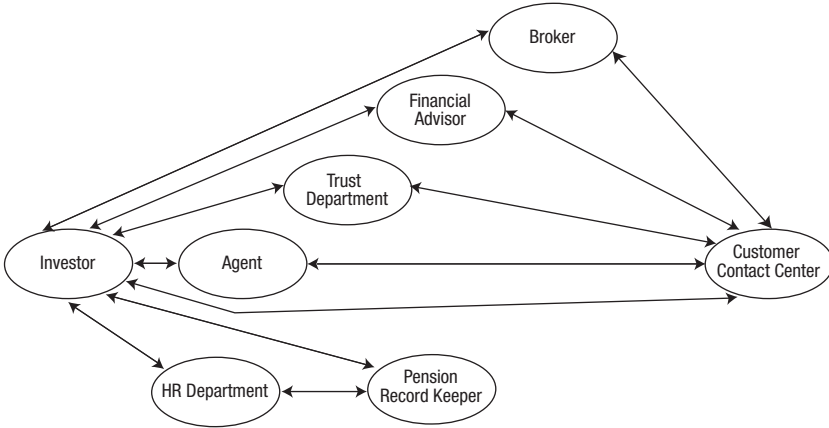 Broker
Financial
Advisor
Trust
Department
Investor
Agent
Customer
Contact Center
HR Department
Pension
Record Keeper